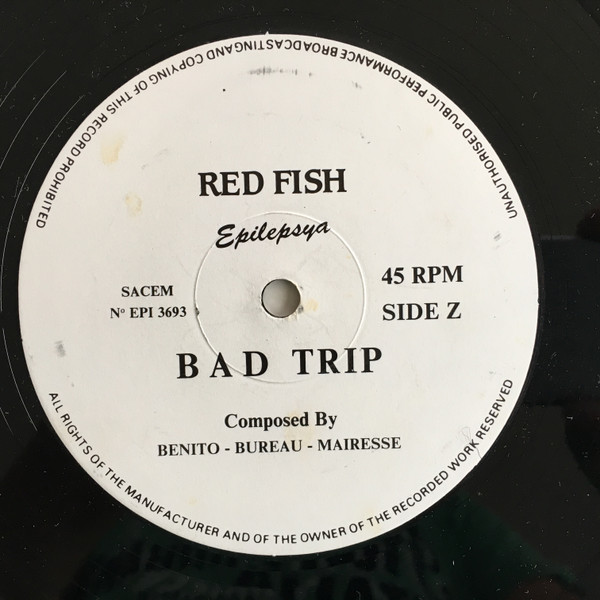 UNAUTHORISED PUBLIC PERFORMANCE BROADCASTINGAND COPYING OF THIS RECORD PROHIBITED
RED FISH
Epilepsya
SACEM
Nº EPI 3693
45 RPM
SIDE Z
BAD TRIP
Composed By
BENITO - BUREAU - MAIRESSE
ALL RIGHTS OF THE MANUFACTURER AND OF THE OWNER OF THE RECORDED WORK RESERVED